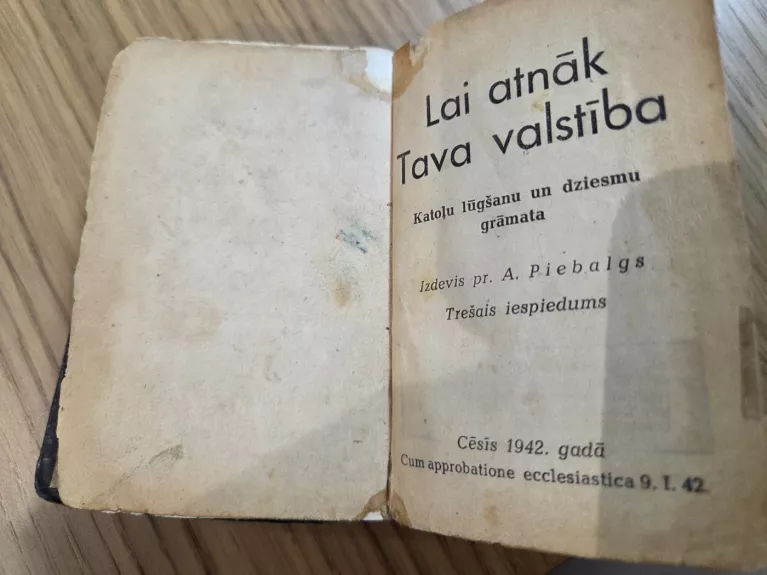 Lai atnāk
Tava valstība
Katoļu lūgšanu un dziesmu
grāmata
Izdevis pr. A. Piebalgs
Trešais iespiedums
Cēsīs 1942. gadā
Cum approbatione ecclesiastica 9. I. 42.